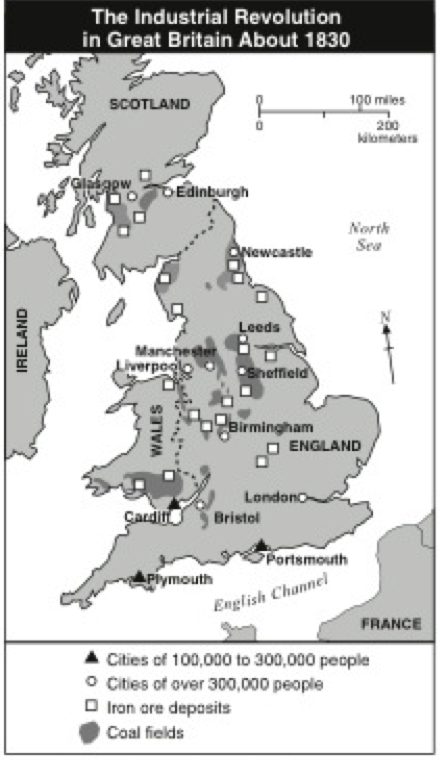 The Industrial Revolution
in Great Britain About 1830
SCOTLAND
0 100 miles
0 200
kilometers
Glasgow
Edinburgh
North
Sea
Newcastle
N
IRELAND
Leeds
Manchester
Liverpool
Sheffield
WALES
Birmingham
ENGLAND
London
Cardiff
Bristol
Portsmouth
Plymouth
English Channel
FRANCE
Cities of 100,000 to 300,000 people
Cities of over 300,000 people
Iron ore deposits
Coal fields